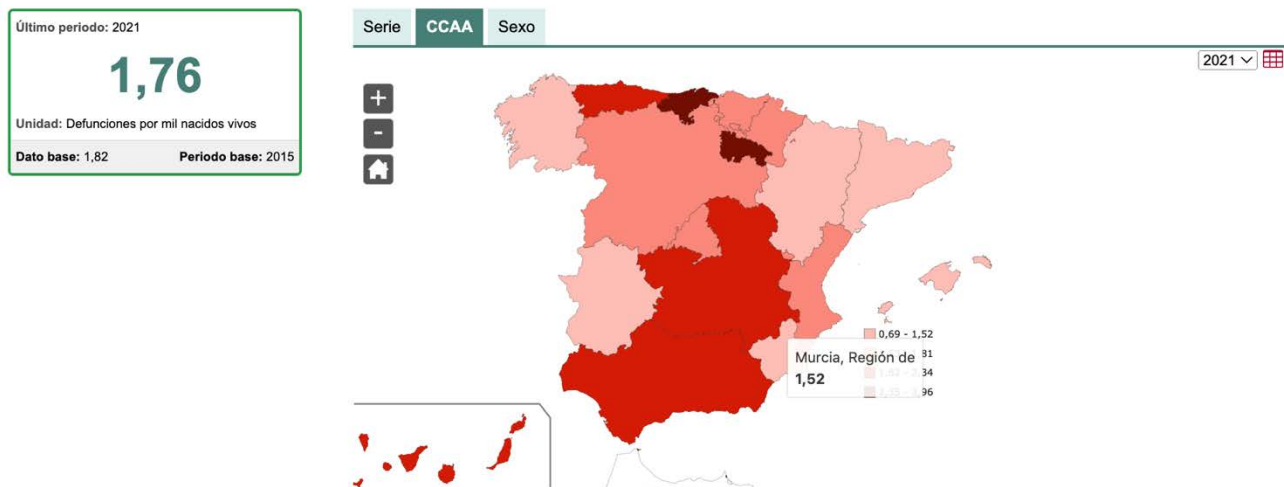 Último periodo: 2021
1,76
Unidad: Defunciones por mil nacidos vivos
Dato base: 1,82 Periodo base: 2015
Serie CCAA Sexo
2021
+
-
0,69 - 1,52
Murcia, Región de
1,52